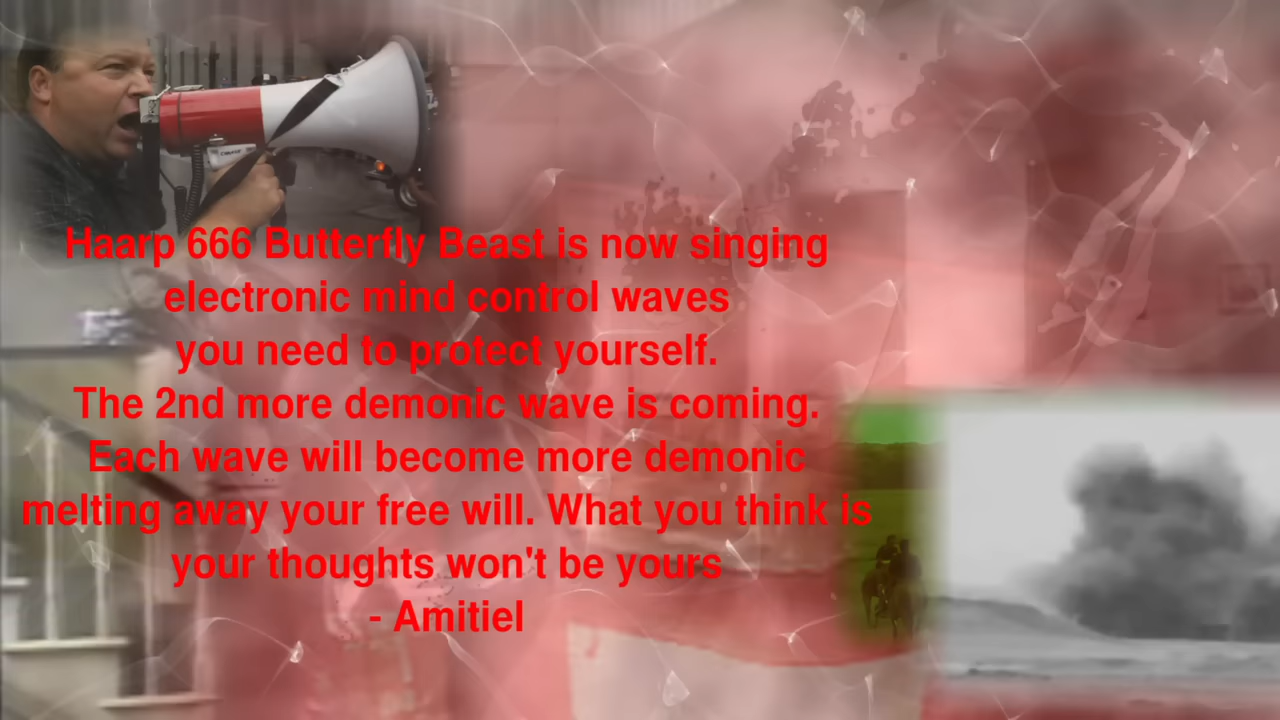 Haarp 666 Butterfly Beast is now singing
electronic mind control waves
you need to protect yourself.
The 2nd more demonic wave is coming.
Each wave will become more demonic
melting away your free will. What you think is
your thoughts won't be yours
- Amitiel